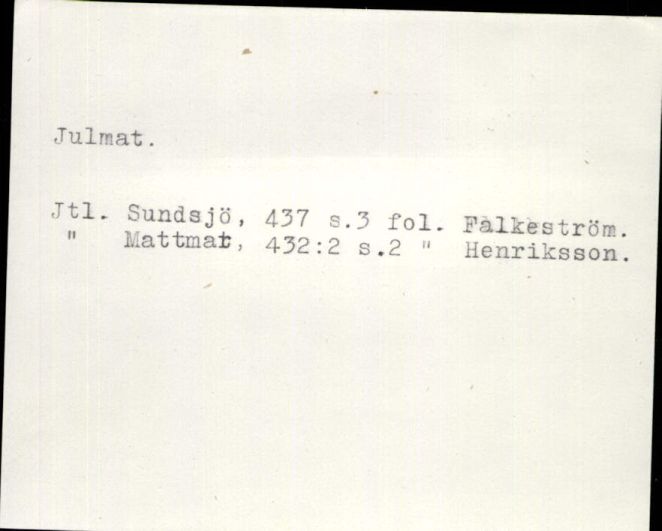 Julmat.
Jtl. Sundsjö, 437 s.3 fol. Falkeström.
" Mattmar, 432:2 s.2 " Henriksson.